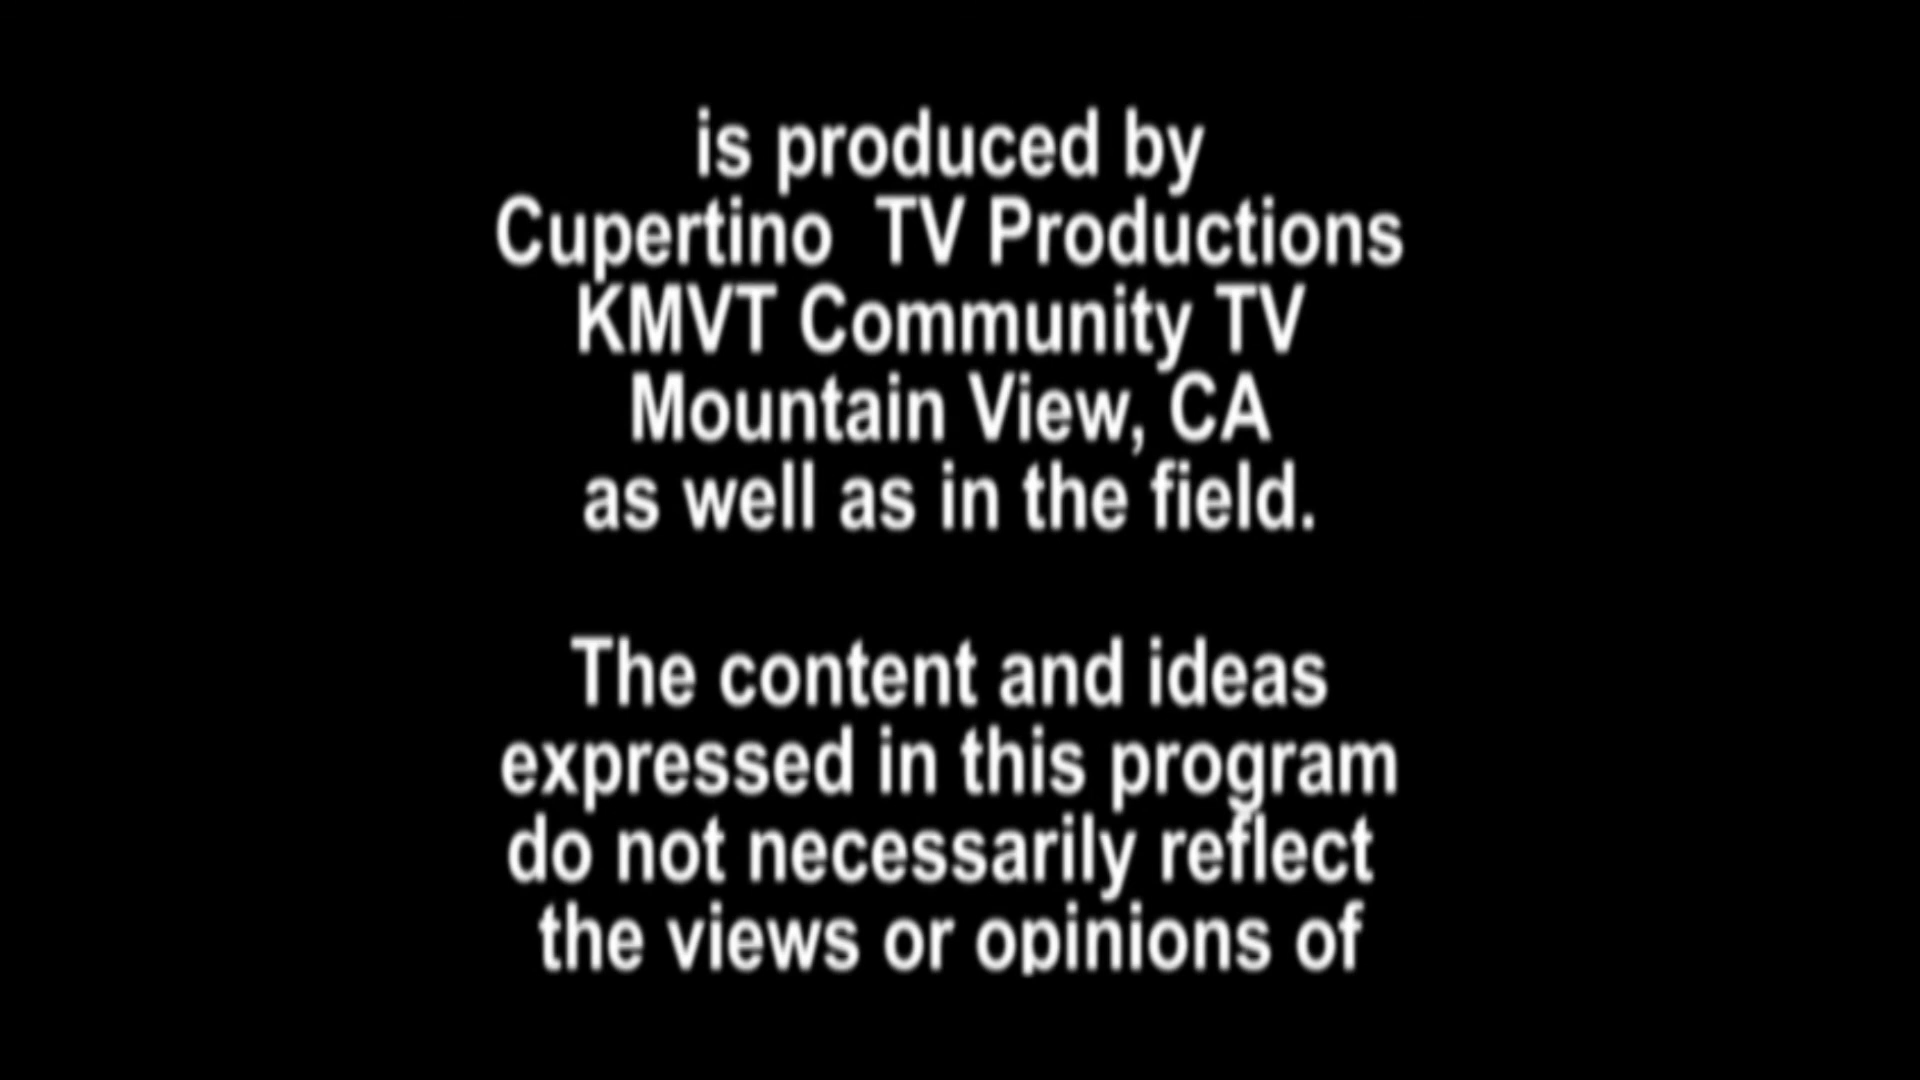 is produced by
Cupertino  TV Productions
KMVT Community TV
Mountain View, CA
as well as in the field.
The content and ideas
expressed in this program
do not necessarily reflect
the views or opinions of